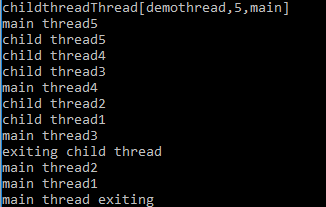 childthreadThread[demothread,5,main]
main thread5
child thread5
child thread4
child thread3
main thread4
child thread2
child thread1
main thread3
exiting child thread
main thread2
main thread1
main thread exiting